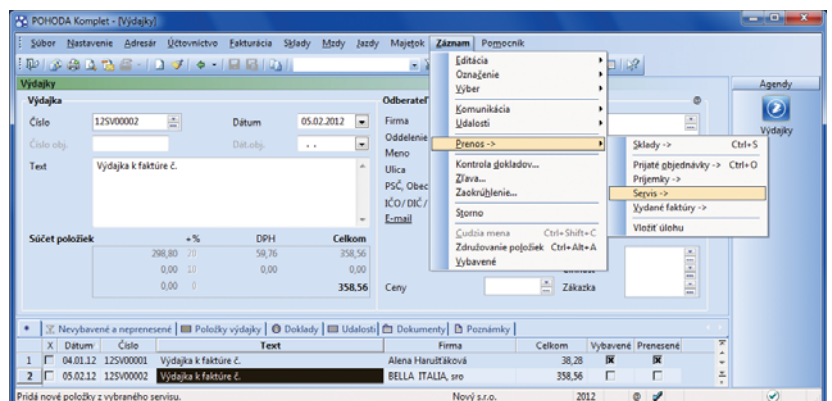 POHODA Komplet - [Výdajky]
Súbor Nastavenie Adresár Účtovníctvo Fakturácia Sklady Mzdy Jazdy Majetok Záznam Pomocník
Výdajky
Agendy
Výdajky
Výdajka
Číslo 12SV00002 Dátum 05.02.2012
Číslo obj. Dát.obj. . .
Text Výdajka k faktúre č.
Súčet položiek +% DPH Celkom
298,80 20 59,76 358,56
0,00 10 0,00 0,00
0,00 0 358,56
Odberateľ
Firma
Oddelenie
Meno
Ulica
PSČ, Obec
IČO/ DIČ /
E-mail
Ceny
Činnosť
Zákazka
Editácia
Označenie
Výber
Komunikácia
Udalosti
Prenos ->
Kontrola dokladov...
Zľava...
Zaokrúhlenie...
Storno
Cudzia mena Ctrl+Shift+C
Združovanie položiek Ctrl+Alt+A
Vybavené
Sklady -> Ctrl+S
Prijaté objednávky -> Ctrl+O
Príjemky ->
Servis ->
Vydané faktúry ->
Vložiť úlohu
* Nevybavené a neprenesené Položky výdajky Doklady Udalosti Dokumenty Poznámky
X Dátum Číslo Text Firma Celkom Vybavené Prenesené
1 04.01.12 12SV00001 Výdajka k faktúre č. Alena Harušťáková 38,28
2 05.02.12 12SV00002 Výdajka k faktúre č. BELLA ITALIA, sro 358,56
Pridá nové položky z vybraného servisu. Nový s.r.o. 2012 @